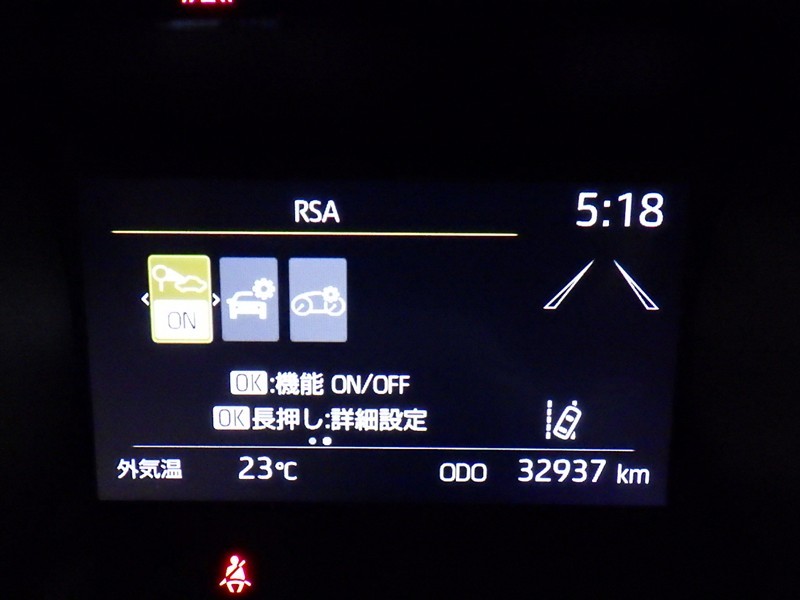 RSA
5:18
ON
OK:機能 ON/OFF
OK長押し:詳細設定
外気温 23℃ ODO 32937 km